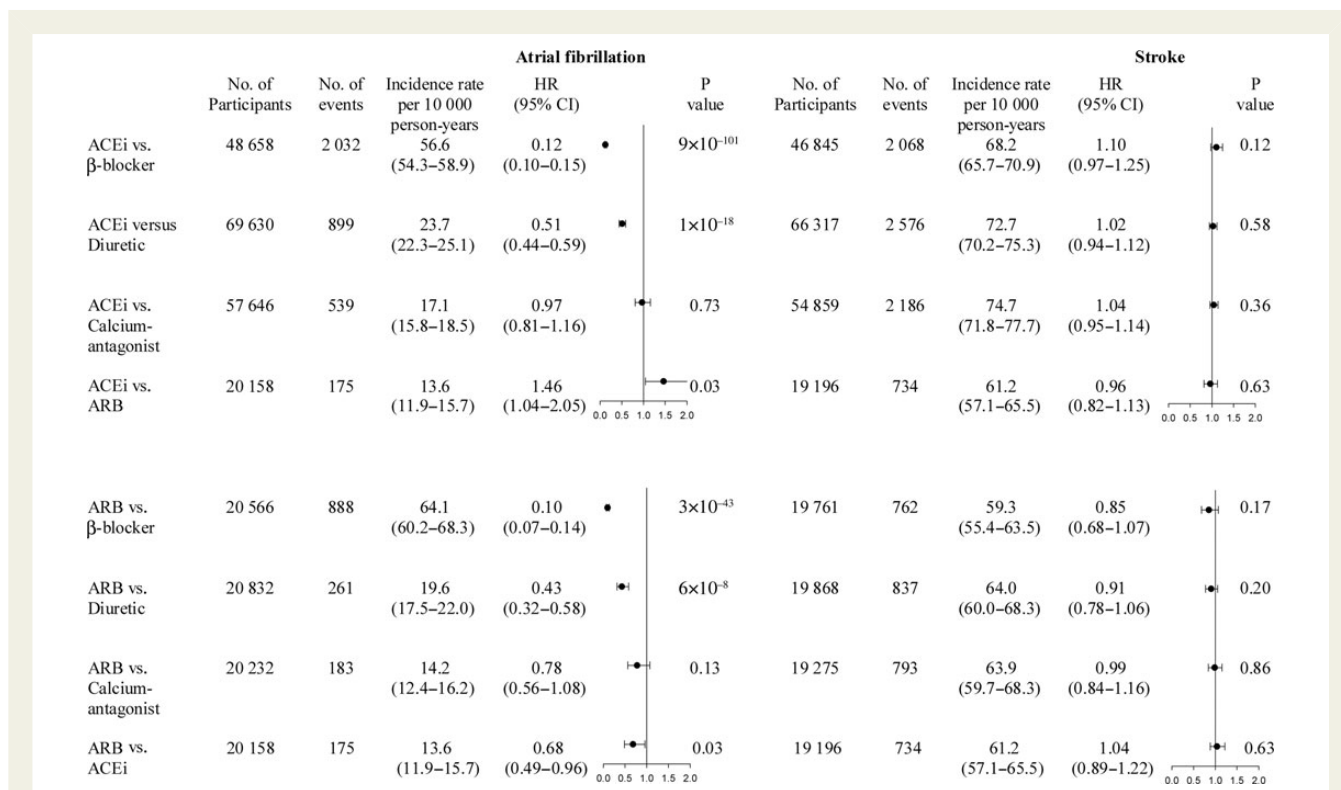 Atrial fibrillation Stroke
No. of Participants No. of events Incidence rate per 10 000 person-years HR (95% CI) P value No. of Participants No. of events Incidence rate per 10 000 person-years HR (95% CI) P value
ACEi vs. 48 658 2 032 56.6 0.12 9×10⁻¹⁰¹ 46 845 2 068 68.2 1.10 0.12
β-blocker (54.3–58.9) (0.10–0.15) (65.7–70.9) (0.97–1.25)
ACEi versus 69 630 899 23.7 0.51 1×10⁻¹⁸ 66 317 2 576 72.7 1.02 0.58
Diuretic (22.3–25.1) (0.44–0.59) (70.2–75.3) (0.94–1.12)
ACEi vs. 57 646 539 17.1 0.97 0.73 54 859 2 186 74.7 1.04 0.36
Calcium- (15.8–18.5) (0.81–1.16) (71.8–77.7) (0.95–1.14)
antagonist
ACEi vs. 20 158 175 13.6 1.46 0.03 19 196 734 61.2 0.96 0.63
ARB (11.9–15.7) (1.04–2.05) 0.0 0.5 1.0 1.5 2.0 (57.1–65.5) (0.82–1.13) 0.0 0.5 1.0 1.5 2.0
ARB vs. 20 566 888 64.1 0.10 3×10⁻⁴³ 19 761 762 59.3 0.85 0.17
β-blocker (60.2–68.3) (0.07–0.14) (55.4–63.5) (0.68–1.07)
ARB vs. 20 832 261 19.6 0.43 6×10⁻⁸ 19 868 837 64.0 0.91 0.20
Diuretic (17.5–22.0) (0.32–0.58) (60.0–68.3) (0.78–1.06)
ARB vs. 20 232 183 14.2 0.78 0.13 19 275 793 63.9 0.99 0.86
Calcium- (12.4–16.2) (0.56–1.08) (59.7–68.3) (0.84–1.16)
antagonist
ARB vs. 20 158 175 13.6 0.68 0.03 19 196 734 61.2 1.04 0.63
ACEi (11.9–15.7) (0.49–0.96) 0.0 0.5 1.0 1.5 2.0 (57.1–65.5) (0.89–1.22) 0.0 0.5 1.0 1.5 2.0